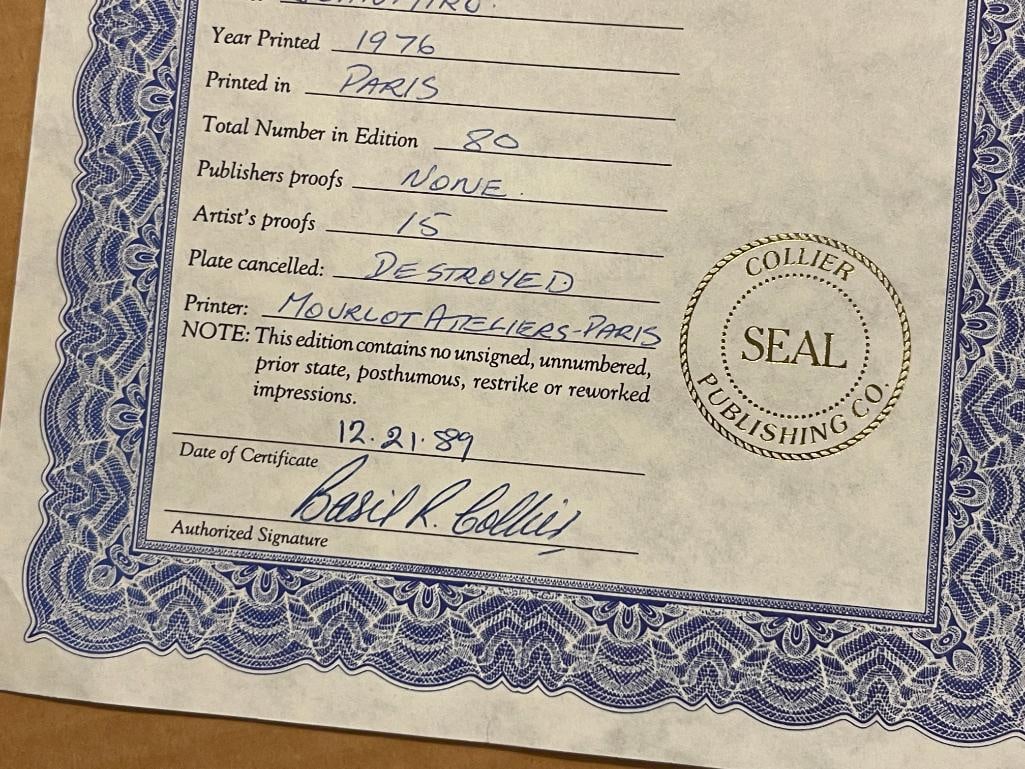 Year Printed 1976
Printed in PARIS
Total Number in Edition 80
Publishers proofs NONE.
Artist's proofs 15
Plate cancelled: DESTROYED
Printer: MOURLOT ATELIERS-PARIS
NOTE: This edition contains no unsigned, unnumbered,
prior state, posthumous, restrike or reworked
impressions.
12.21.89
Date of Certificate
Basil R. Collier
Authorized Signature
COLLIER
SEAL
PUBLISHING CO.